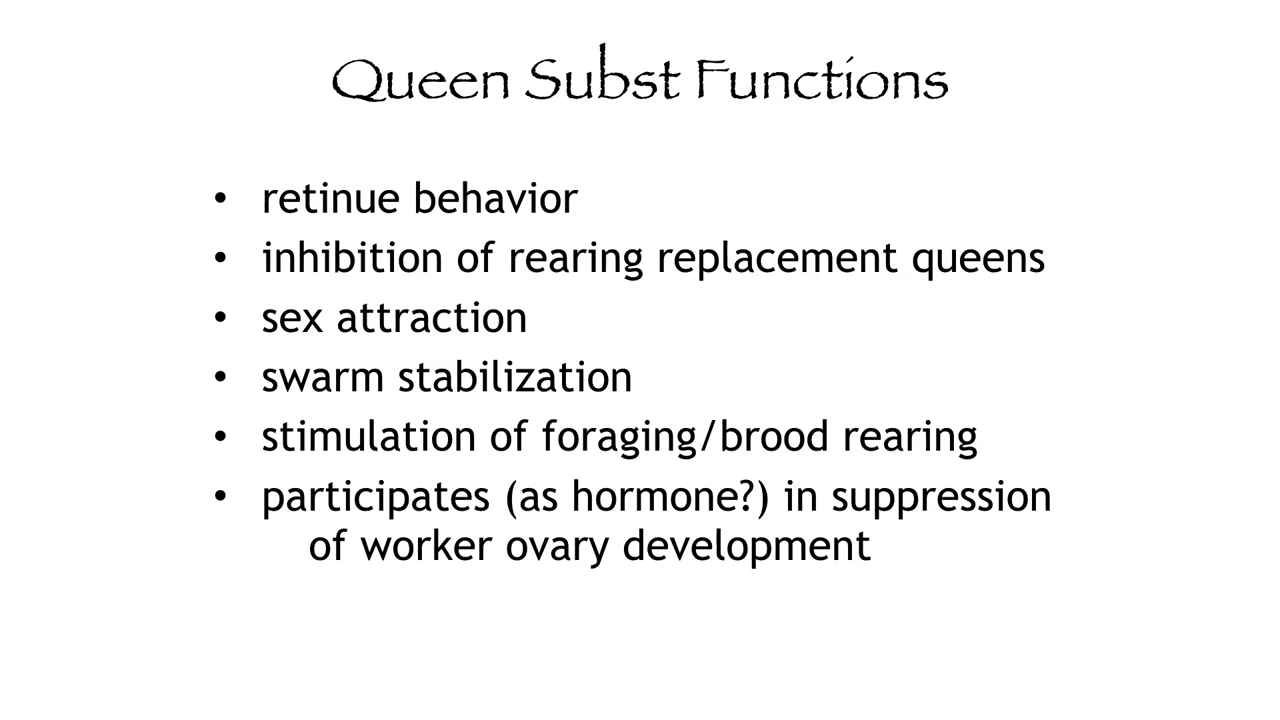 Queen Subst Functions
• retinue behavior
• inhibition of rearing replacement queens
• sex attraction
• swarm stabilization
• stimulation of foraging/brood rearing
• participates (as hormone?) in suppression
of worker ovary development